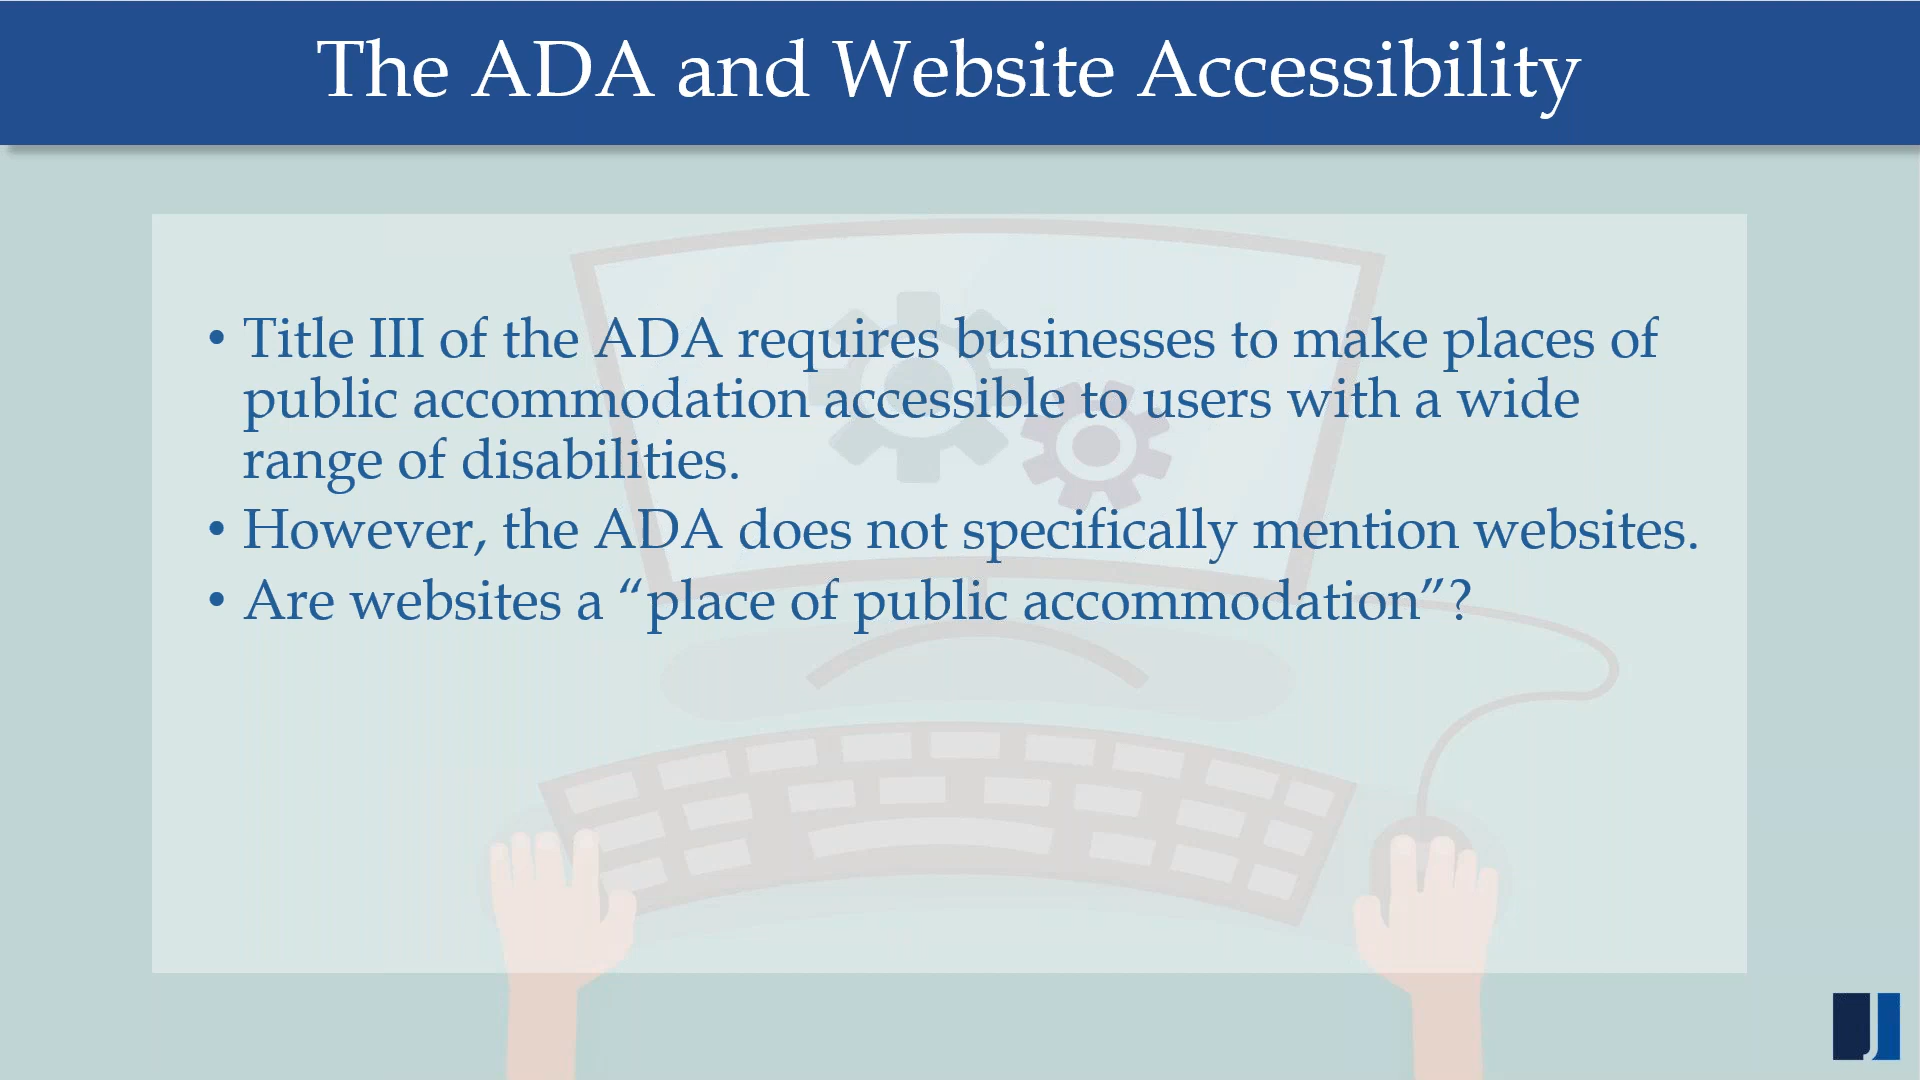 The ADA and Website Accessibility
• Title III of the ADA requires businesses to make places of
public accommodation accessible to users with a wide
range of disabilities.
• However, the ADA does not specifically mention websites.
• Are websites a “place of public accommodation”?